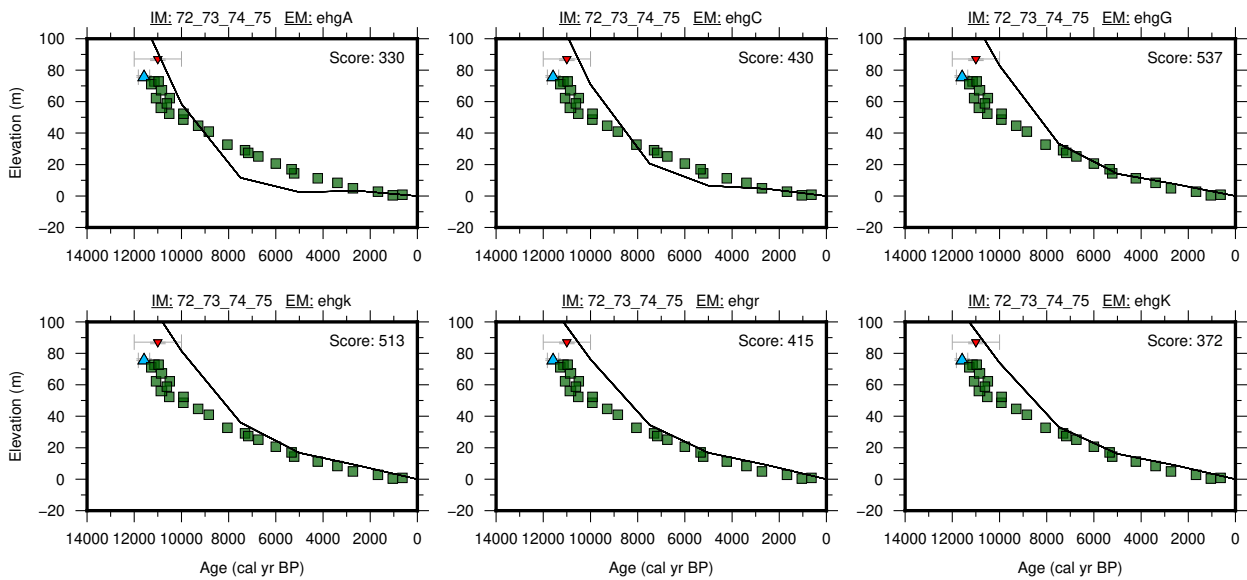 IM: 72_73_74_75 EM: ehgA
IM: 72_73_74_75 EM: ehgC
IM: 72_73_74_75 EM: ehgG
Score: 330
Score: 430
Score: 537
Elevation (m)
100
80
60
40
20
0
−20
100
80
60
40
20
0
−20
100
80
60
40
20
0
−20
14000 12000 10000 8000 6000 4000 2000 0
14000 12000 10000 8000 6000 4000 2000 0
14000 12000 10000 8000 6000 4000 2000 0
IM: 72_73_74_75 EM: ehgk
IM: 72_73_74_75 EM: ehgr
IM: 72_73_74_75 EM: ehgK
Score: 513
Score: 415
Score: 372
Elevation (m)
100
80
60
40
20
0
−20
100
80
60
40
20
0
−20
100
80
60
40
20
0
−20
14000 12000 10000 8000 6000 4000 2000 0
14000 12000 10000 8000 6000 4000 2000 0
14000 12000 10000 8000 6000 4000 2000 0
Age (cal yr BP)
Age (cal yr BP)
Age (cal yr BP)